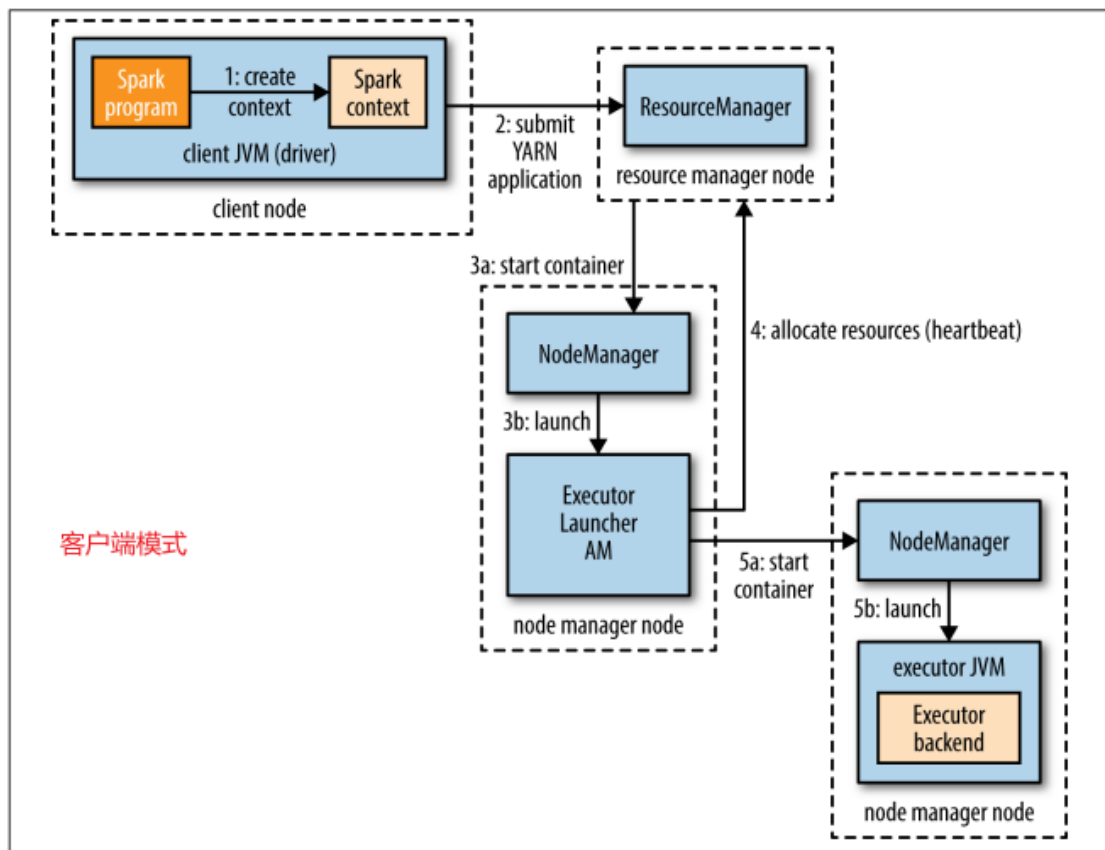 Spark
program
1: create
context
Spark
context
client JVM (driver)
client node
2: submit
YARN
application
ResourceManager
resource manager node
3a: start container
NodeManager
3b: launch
Executor
Launcher
AM
node manager node
4: allocate resources (heartbeat)
5a: start
container
NodeManager
5b: launch
executor JVM
Executor
backend
node manager node
客户端模式